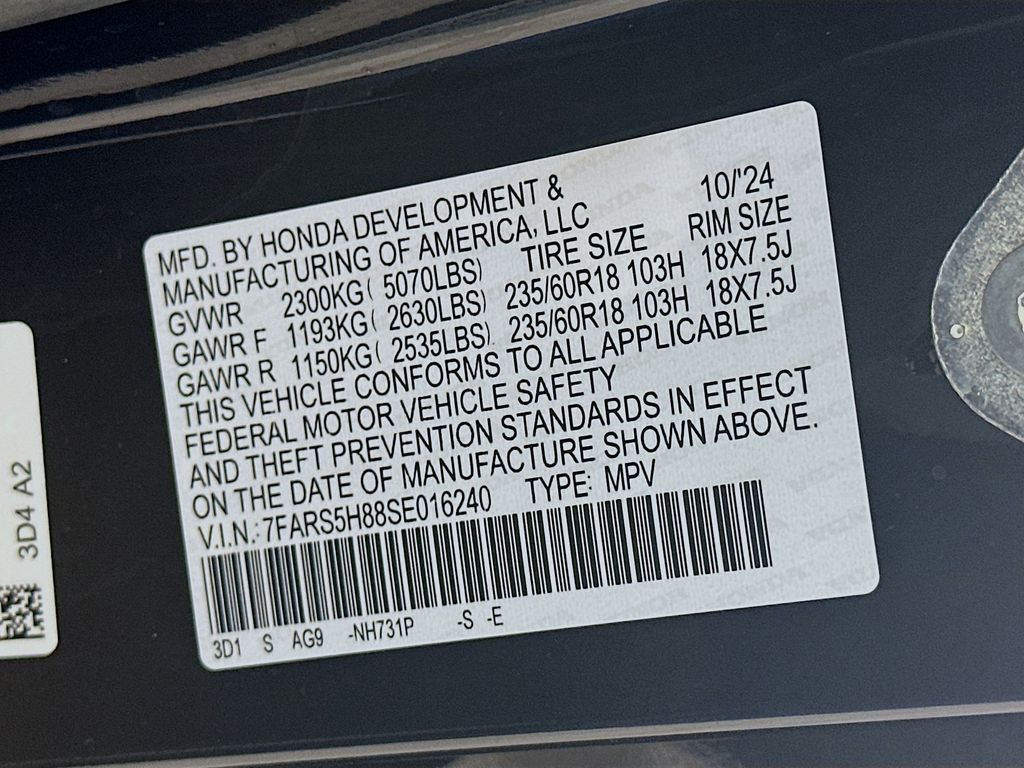 MFD. BY HONDA DEVELOPMENT &
MANUFACTURING OF AMERICA, LLC 10/'24
GVWR 2300KG( 5070LBS) TIRE SIZE RIM SIZE
GAWR F 1193KG( 2630LBS) 235/60R18 103H 18X7.5J
GAWR R 1150KG( 2535LBS) 235/60R18 103H 18X7.5J
THIS VEHICLE CONFORMS TO ALL APPLICABLE
FEDERAL MOTOR VEHICLE SAFETY
AND THEFT PREVENTION STANDARDS IN EFFECT
ON THE DATE OF MANUFACTURE SHOWN ABOVE.
V.I.N.: 7FARS5H88SE016240 TYPE: MPV
3D1 S AG9 -NH731P -S -E
3D4 A2